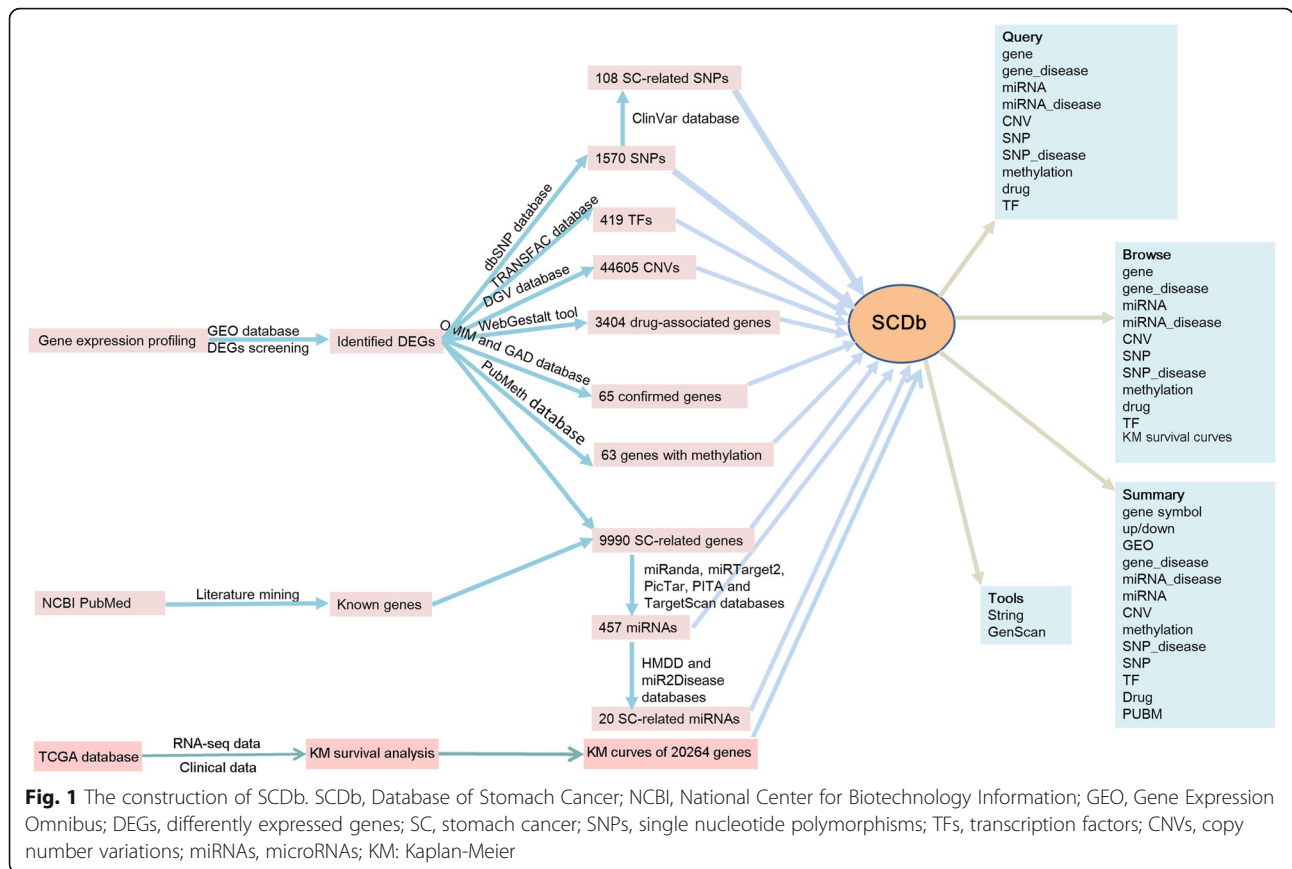 108 SC-related SNPs
ClinVar database
1570 SNPs
dbSNP database
TRANSFAC database
419 TFs
DGV database
44605 CNVs
WebGestalt tool
3404 drug-associated genes
Gene expression profiling
GEO database
DEGs screening
Identified DEGs
OMIM and GAD database
65 confirmed genes
PubMeth database
63 genes with methylation
9990 SC-related genes
miRanda, miRTarget2,
PicTar, PITA and
TargetScan databases
NCBI PubMed
Literature mining
Known genes
457 miRNAs
HMDD and
miR2Disease
databases
20 SC-related miRNAs
TCGA database
RNA-seq data
Clinical data
KM survival analysis
KM curves of 20264 genes
SCDb
Query
gene
gene_disease
miRNA
miRNA_disease
CNV
SNP
SNP_disease
methylation
drug
TF
Browse
gene
gene_disease
miRNA
miRNA_disease
CNV
SNP
SNP_disease
methylation
drug
TF
KM survival curves
Summary
gene symbol
up/down
GEO
gene_disease
miRNA_disease
miRNA
CNV
methylation
SNP_disease
SNP
TF
Drug
PUBM
Tools
String
GenScan
Fig. 1 The construction of SCDb. SCDb, Database of Stomach Cancer; NCBI, National Center for Biotechnology Information; GEO, Gene Expression
Omnibus; DEGs, differently expressed genes; SC, stomach cancer; SNPs, single nucleotide polymorphisms; TFs, transcription factors; CNVs, copy
number variations; miRNAs, microRNAs; KM: Kaplan-Meier